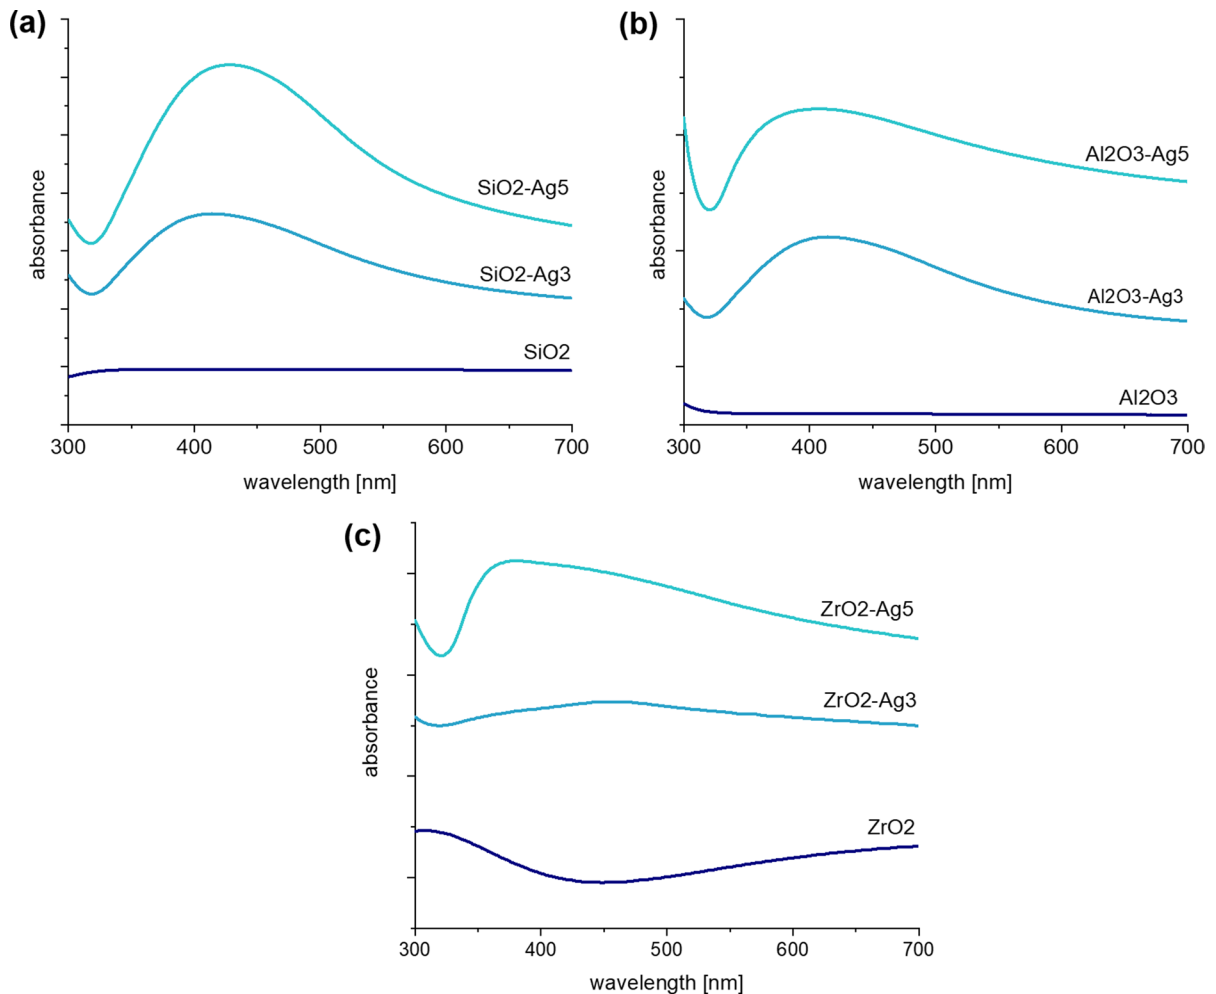 (a)
absorbance
SiO2-Ag5
SiO2-Ag3
SiO2
300 400 500 600 700
wavelength [nm]
(b)
absorbance
Al2O3-Ag5
Al2O3-Ag3
Al2O3
300 400 500 600 700
wavelength [nm]
(c)
absorbance
ZrO2-Ag5
ZrO2-Ag3
ZrO2
300 400 500 600 700
wavelength [nm]